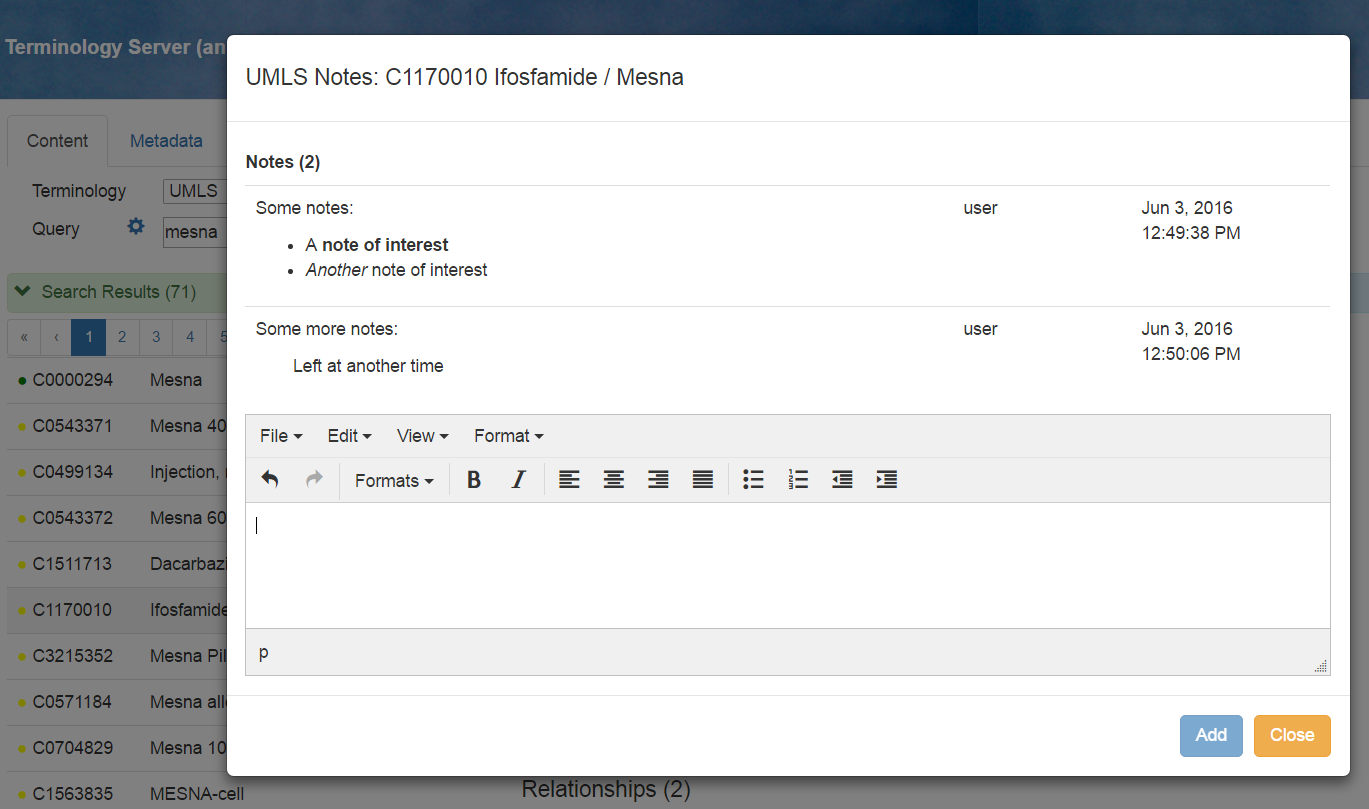 Terminology Server (an
UMLS Notes: C1170010 Ifosfamide / Mesna
Content Metadata
Terminology UMLS
Query mesna
Search Results (71)
« ‹ 1 2 3 4 5
C0000294 Mesna
C0543371 Mesna 40
C0499134 Injection,
C0543372 Mesna 60
C1511713 Dacarbazi
C1170010 Ifosfamide
C3215352 Mesna Pil
C0571184 Mesna alle
C0704829 Mesna 10
C1563835 MESNA-cell
Notes (2)
Some notes: user Jun 3, 2016
12:49:38 PM
• A note of interest
• Another note of interest
Some more notes: user Jun 3, 2016
12:50:06 PM
Left at another time
File Edit View Format
Formats B I
p
Add Close
Relationships (2)